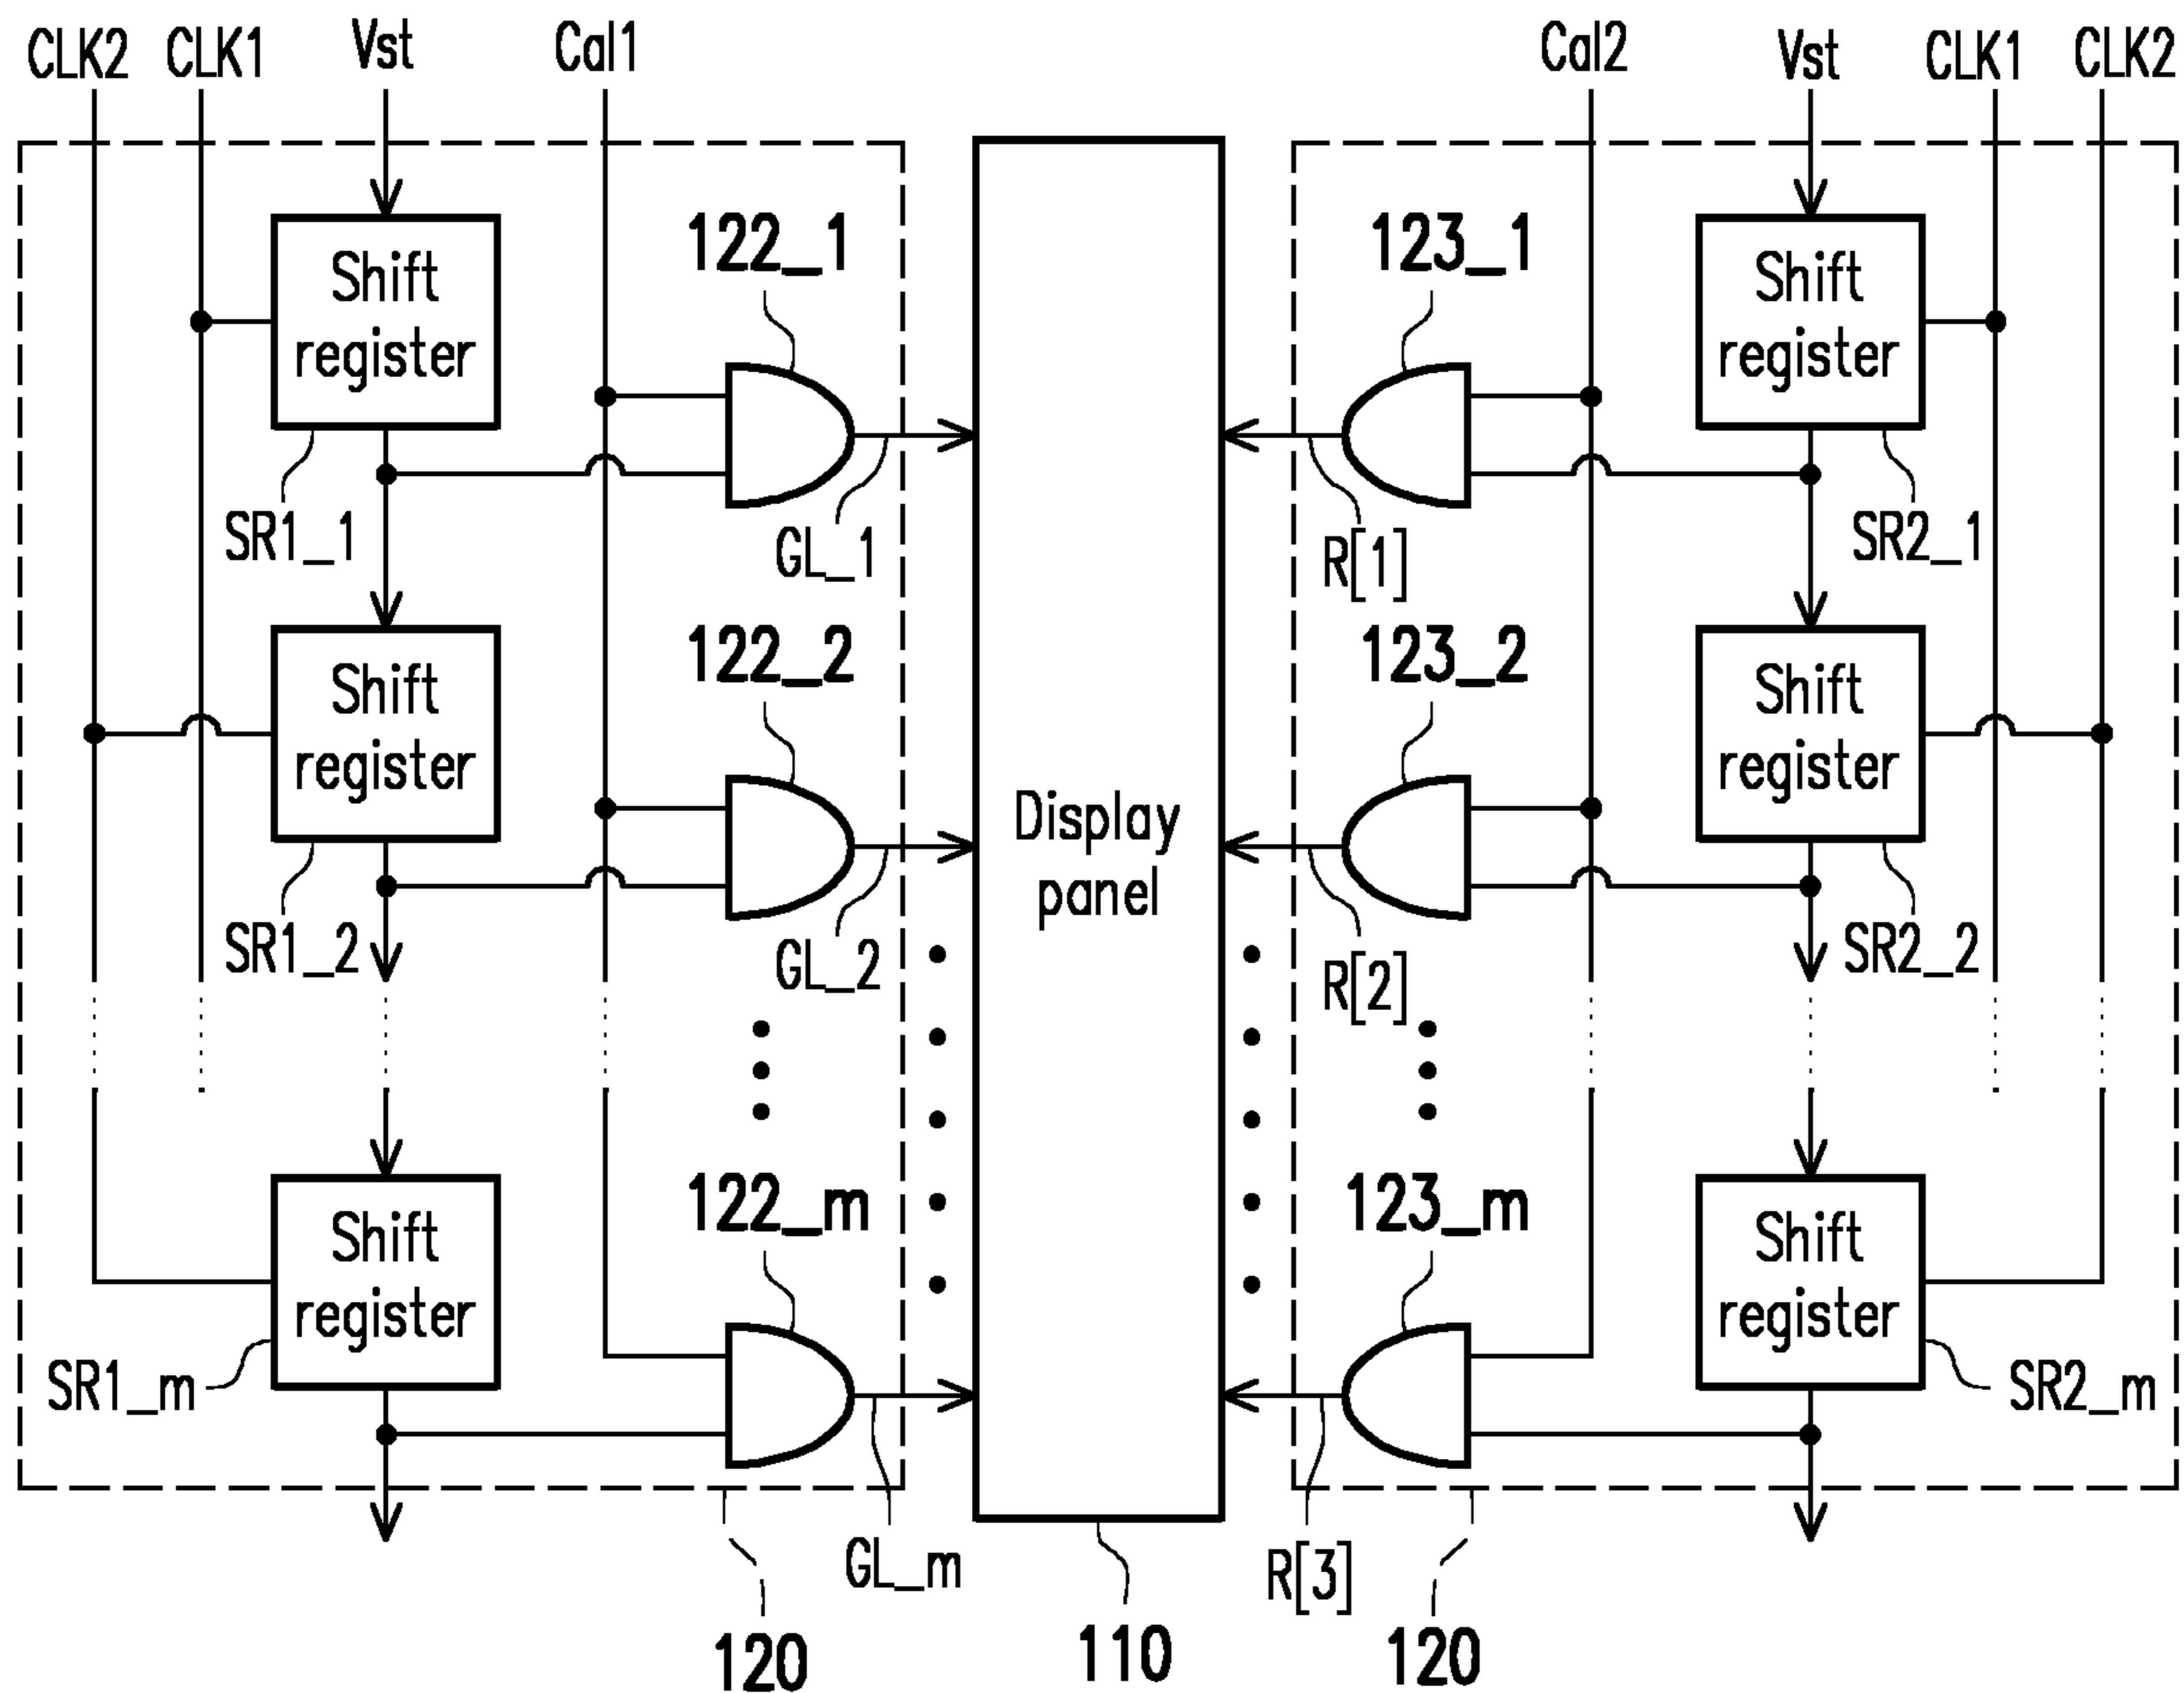 CLK2 CLK1 Vst Cal1 Cal2 Vst CLK1 CLK2
122_1 123_1
Shift
register
Shift
register
SR1_1 GL_1 R[1] SR2_1
122_2 123_2
Shift
register
Shift
register
Display
panel
SR1_2 GL_2 R[2] SR2_2
122_m 123_m
Shift
register
Shift
register
SR1_m SR2_m
GL_m R[3]
120 110 120